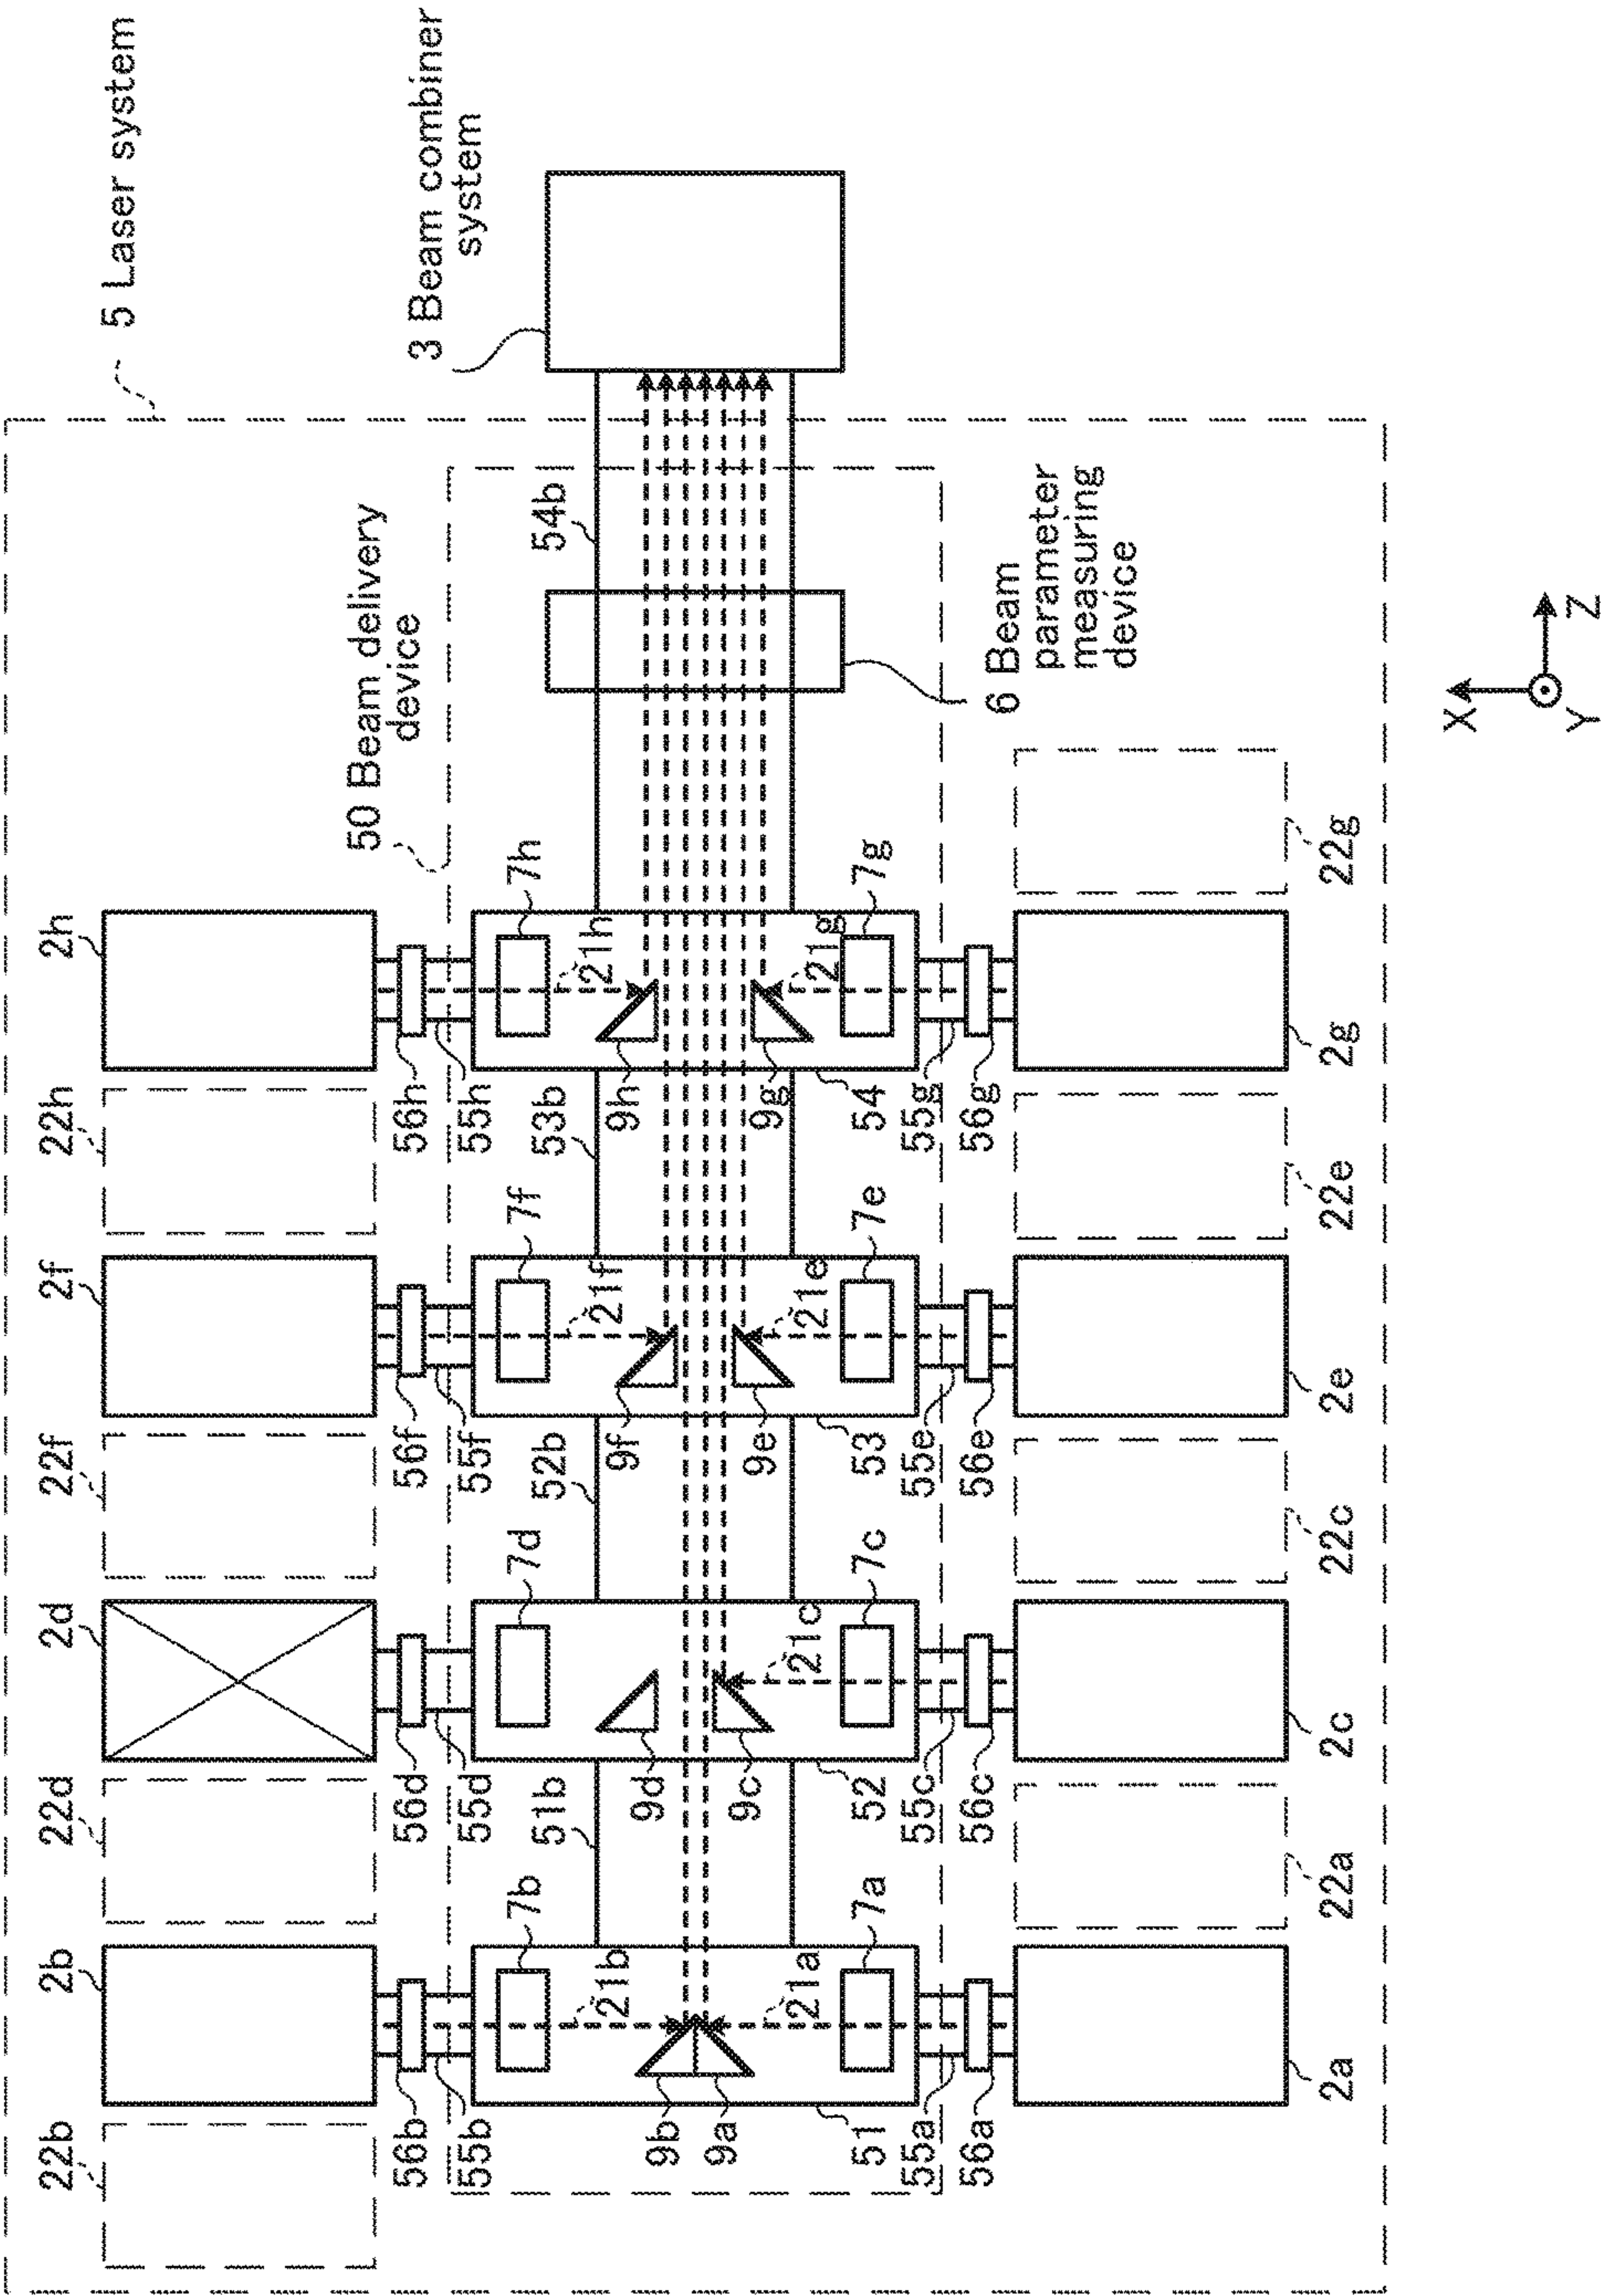 5 Laser system
3 Beam combiner
system
50 Beam delivery
device
54b
6 Beam
parameter
measuring
device
22b
2b
22d
2d
22f
2f
22h
2h
56b
55b
56d
55d
56f
55f
56h
55h
7b
51b
7d
52b
7f
53b
7h
21b
21f
21h
9b
9a
9d
9c
9f
9e
9h
9g
21a
21c
21e
21g
7a
7c
7e
7g
51
52
53
54
55a
56a
55c
56c
55e
56e
55g
56g
2a
22a
2c
22c
2e
22e
2g
22g
X
Y
Z